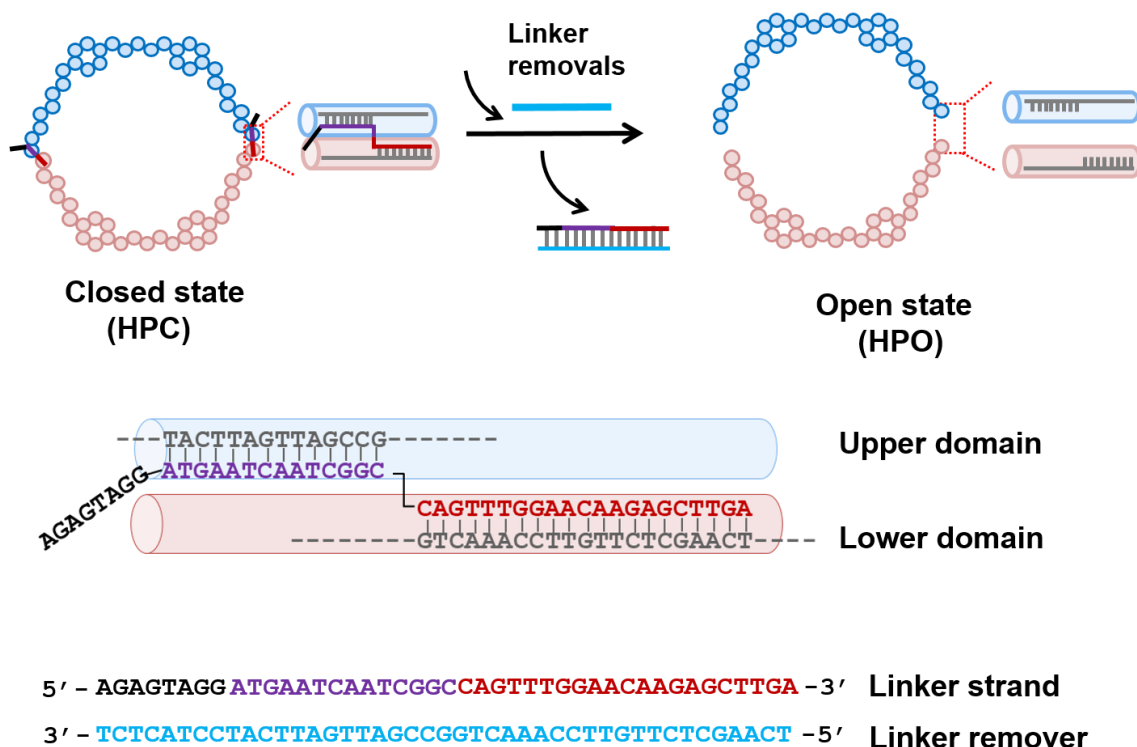 Linker
removals
Closed state
(HPC)
Open state
(HPO)
TACTTAGTTAGCCG
Upper domain
AGAGTAGG
ATGAATCAATCGGC
CAGTTTGGAACAAGAGCTTGA
GTCAAACCTTGTTCTCGAACT
Lower domain
5′-AGAGTAGGATGAATCAATCGGCCAGTTTGGAACAAGAGCTTGA-3′ Linker strand
3′-TCTCATCCTACTTAGTTAGCCGGTCAAACCTTGTTCTCGAACT-5′ Linker remover